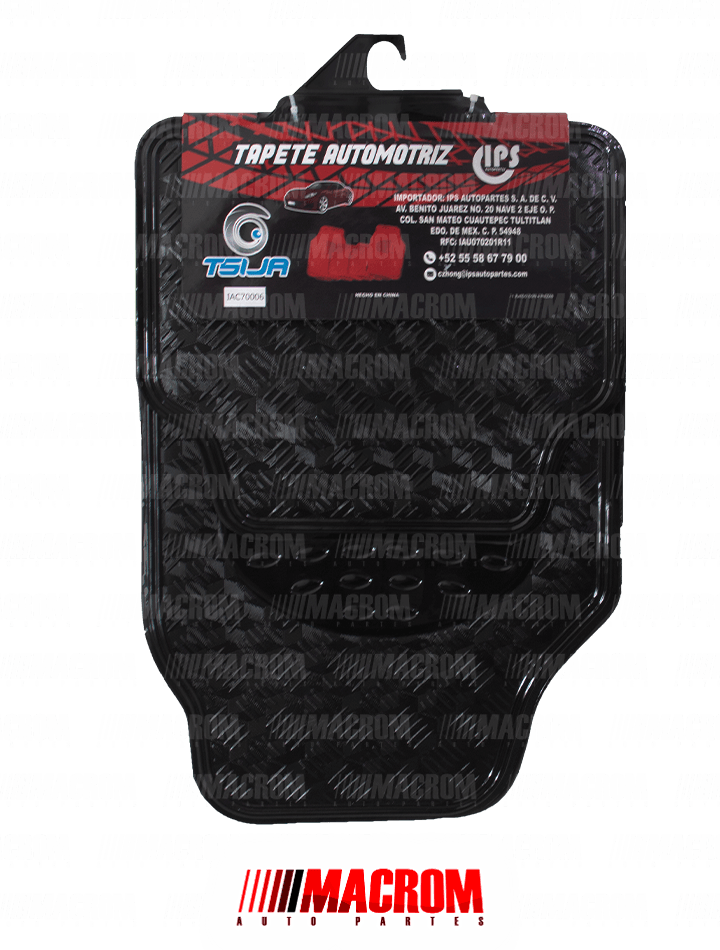 TAPETE AUTOMOTRIZ
IPS
TSIJA
IAC70006
IMPORTADOR: IPS AUTOPARTES S. A. DE C. V.
AV. BENITO JUAREZ NO. 20 NAVE 2 EJE O. P.
COL. SAN MATEO CUAUTEPEC TULTITLAN
EDO. DE MEX. C. P. 54948
RFC: IAU070201R11
+52 55 58 67 79 00
czhong@ipsautopartes.com
HECHO EN CHINA
MACROM
AUTO PARTES